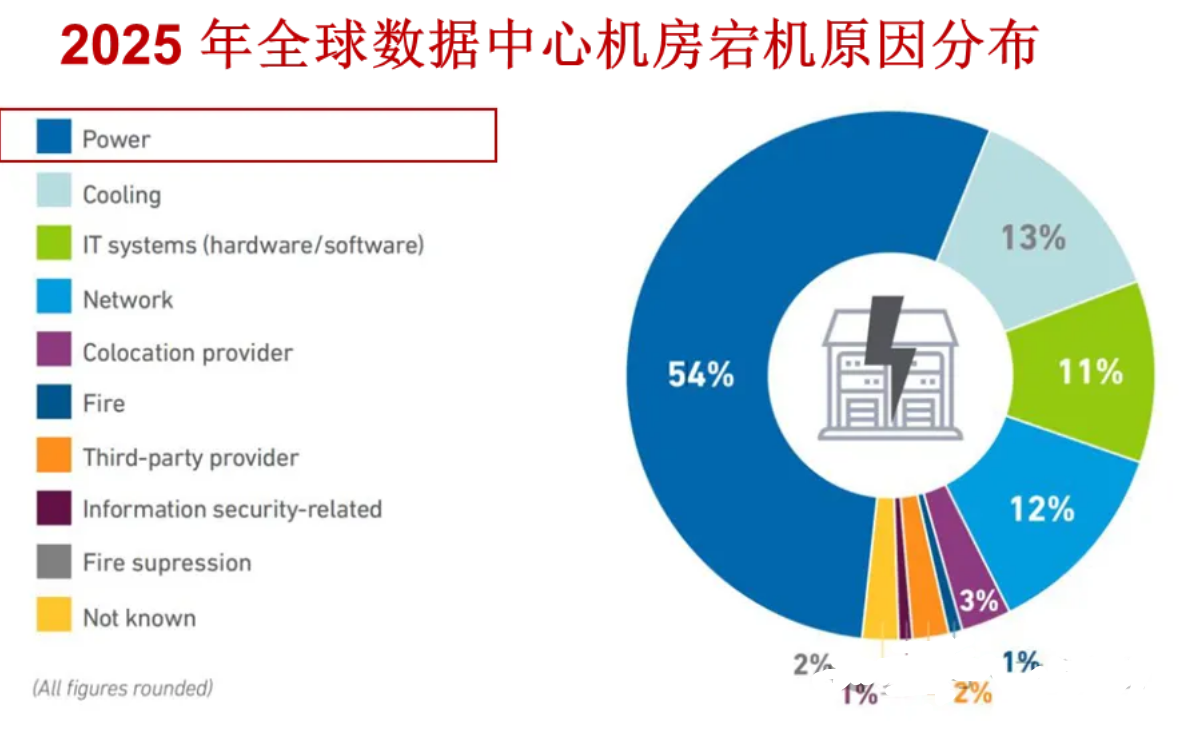 2025 年全球数据中心机房宕机原因分布
Power
Cooling
IT systems (hardware/software)
Network
Colocation provider
Fire
Third-party provider
Information security-related
Fire supression
Not known
(All figures rounded)
13%
54%
11%
12%
3%
2%
1%
1%
2%